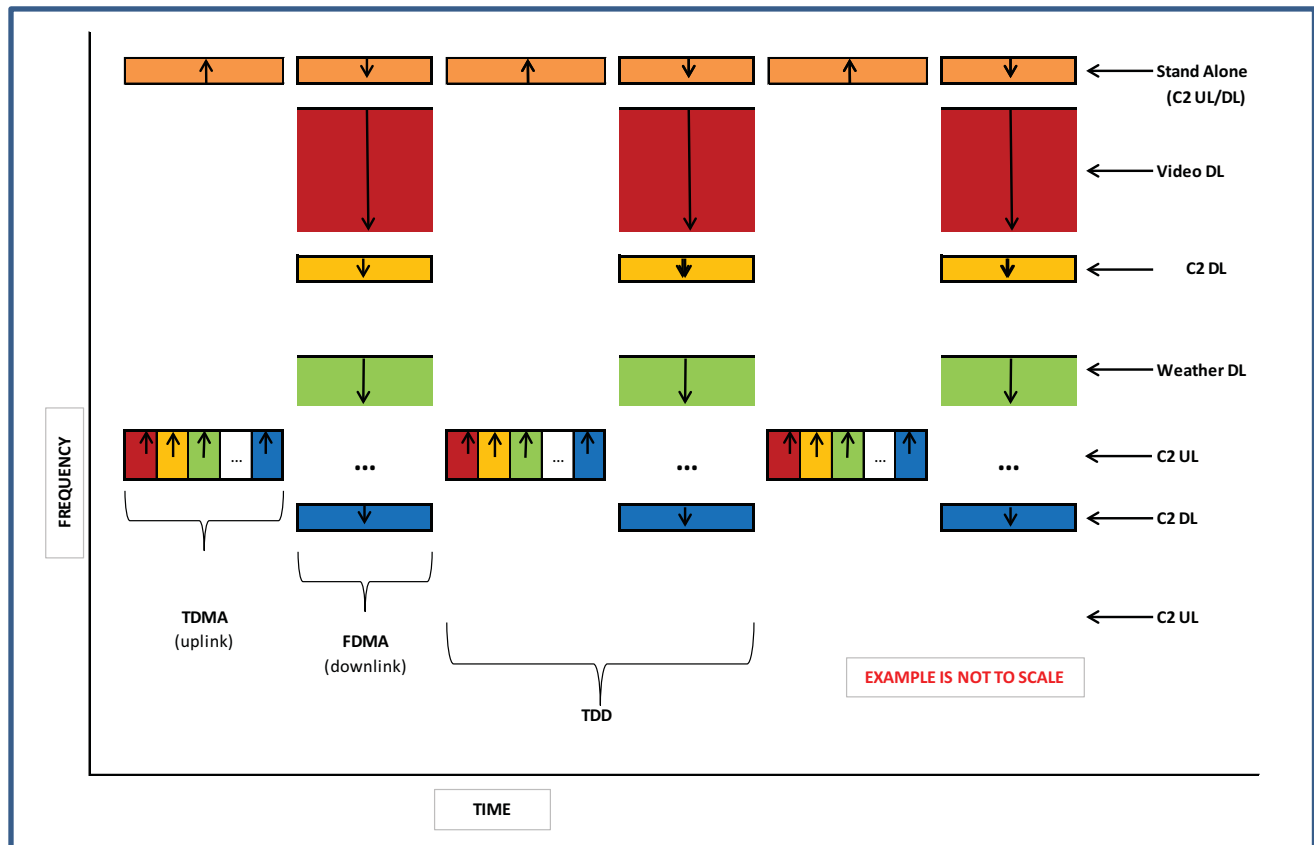 Stand Alone
(C2 UL/DL)
Video DL
C2 DL
Weather DL
FREQUENCY
...
...
...
...
...
...
C2 UL
C2 DL
TDMA
(uplink)
FDMA
(downlink)
C2 UL
EXAMPLE IS NOT TO SCALE
TDD
TIME